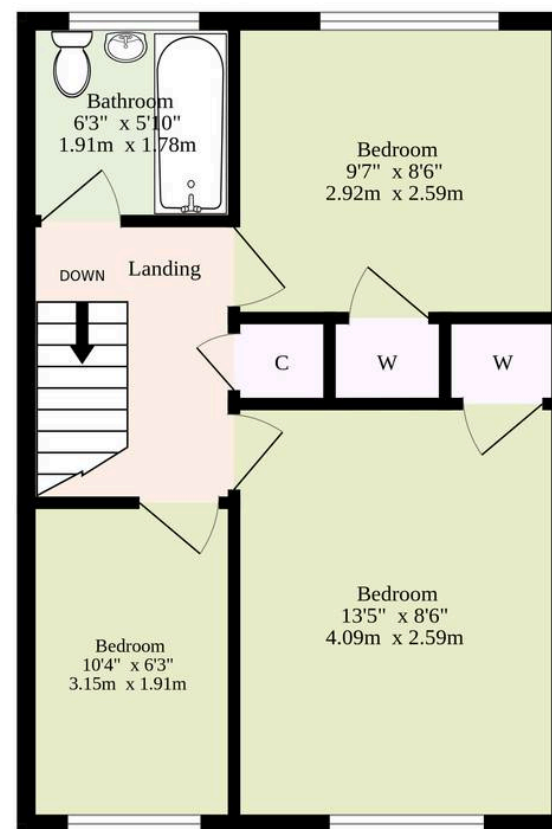 Bathroom
6'3" x 5'10"
1.91m x 1.78m
Bedroom
9'7" x 8'6"
2.92m x 2.59m
DOWN
Landing
C
W
W
Bedroom
13'5" x 8'6"
4.09m x 2.59m
Bedroom
10'4" x 6'3"
3.15m x 1.91m